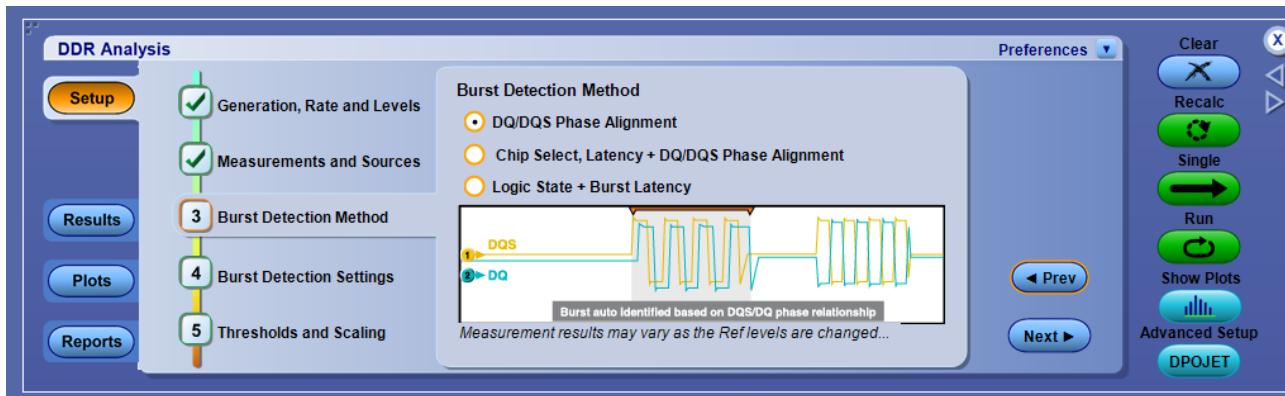 DDR Analysis
Preferences
Setup
Results
Plots
Reports
Generation, Rate and Levels
Measurements and Sources
3 Burst Detection Method
4 Burst Detection Settings
5 Thresholds and Scaling
Burst Detection Method
DQ/DQS Phase Alignment
Chip Select, Latency + DQ/DQS Phase Alignment
Logic State + Burst Latency
1 DQS
2 DQ
Burst auto identified based on DQS/DQ phase relationship
Measurement results may vary as the Ref levels are changed...
◄ Prev
Next ►
Clear
X
Recalc
Single
Run
Show Plots
Advanced Setup
DPOJET